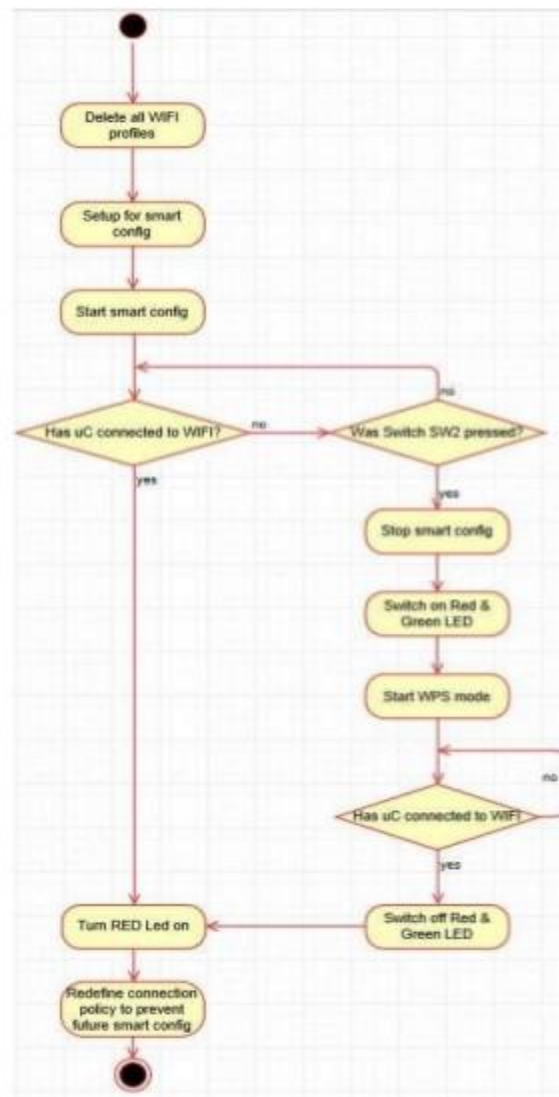 Delete all WIFI
profiles
Setup for smart
config
Start smart config
no
Has uC connected to WIFI?
no
Was Switch SW2 pressed?
yes
yes
Stop smart config
Switch on Red &
Green LED
Start WPS mode
no
Has uC connected to WIFI
yes
Turn RED Led on
Switch off Red &
Green LED
Redefine connection
policy to prevent
future smart config